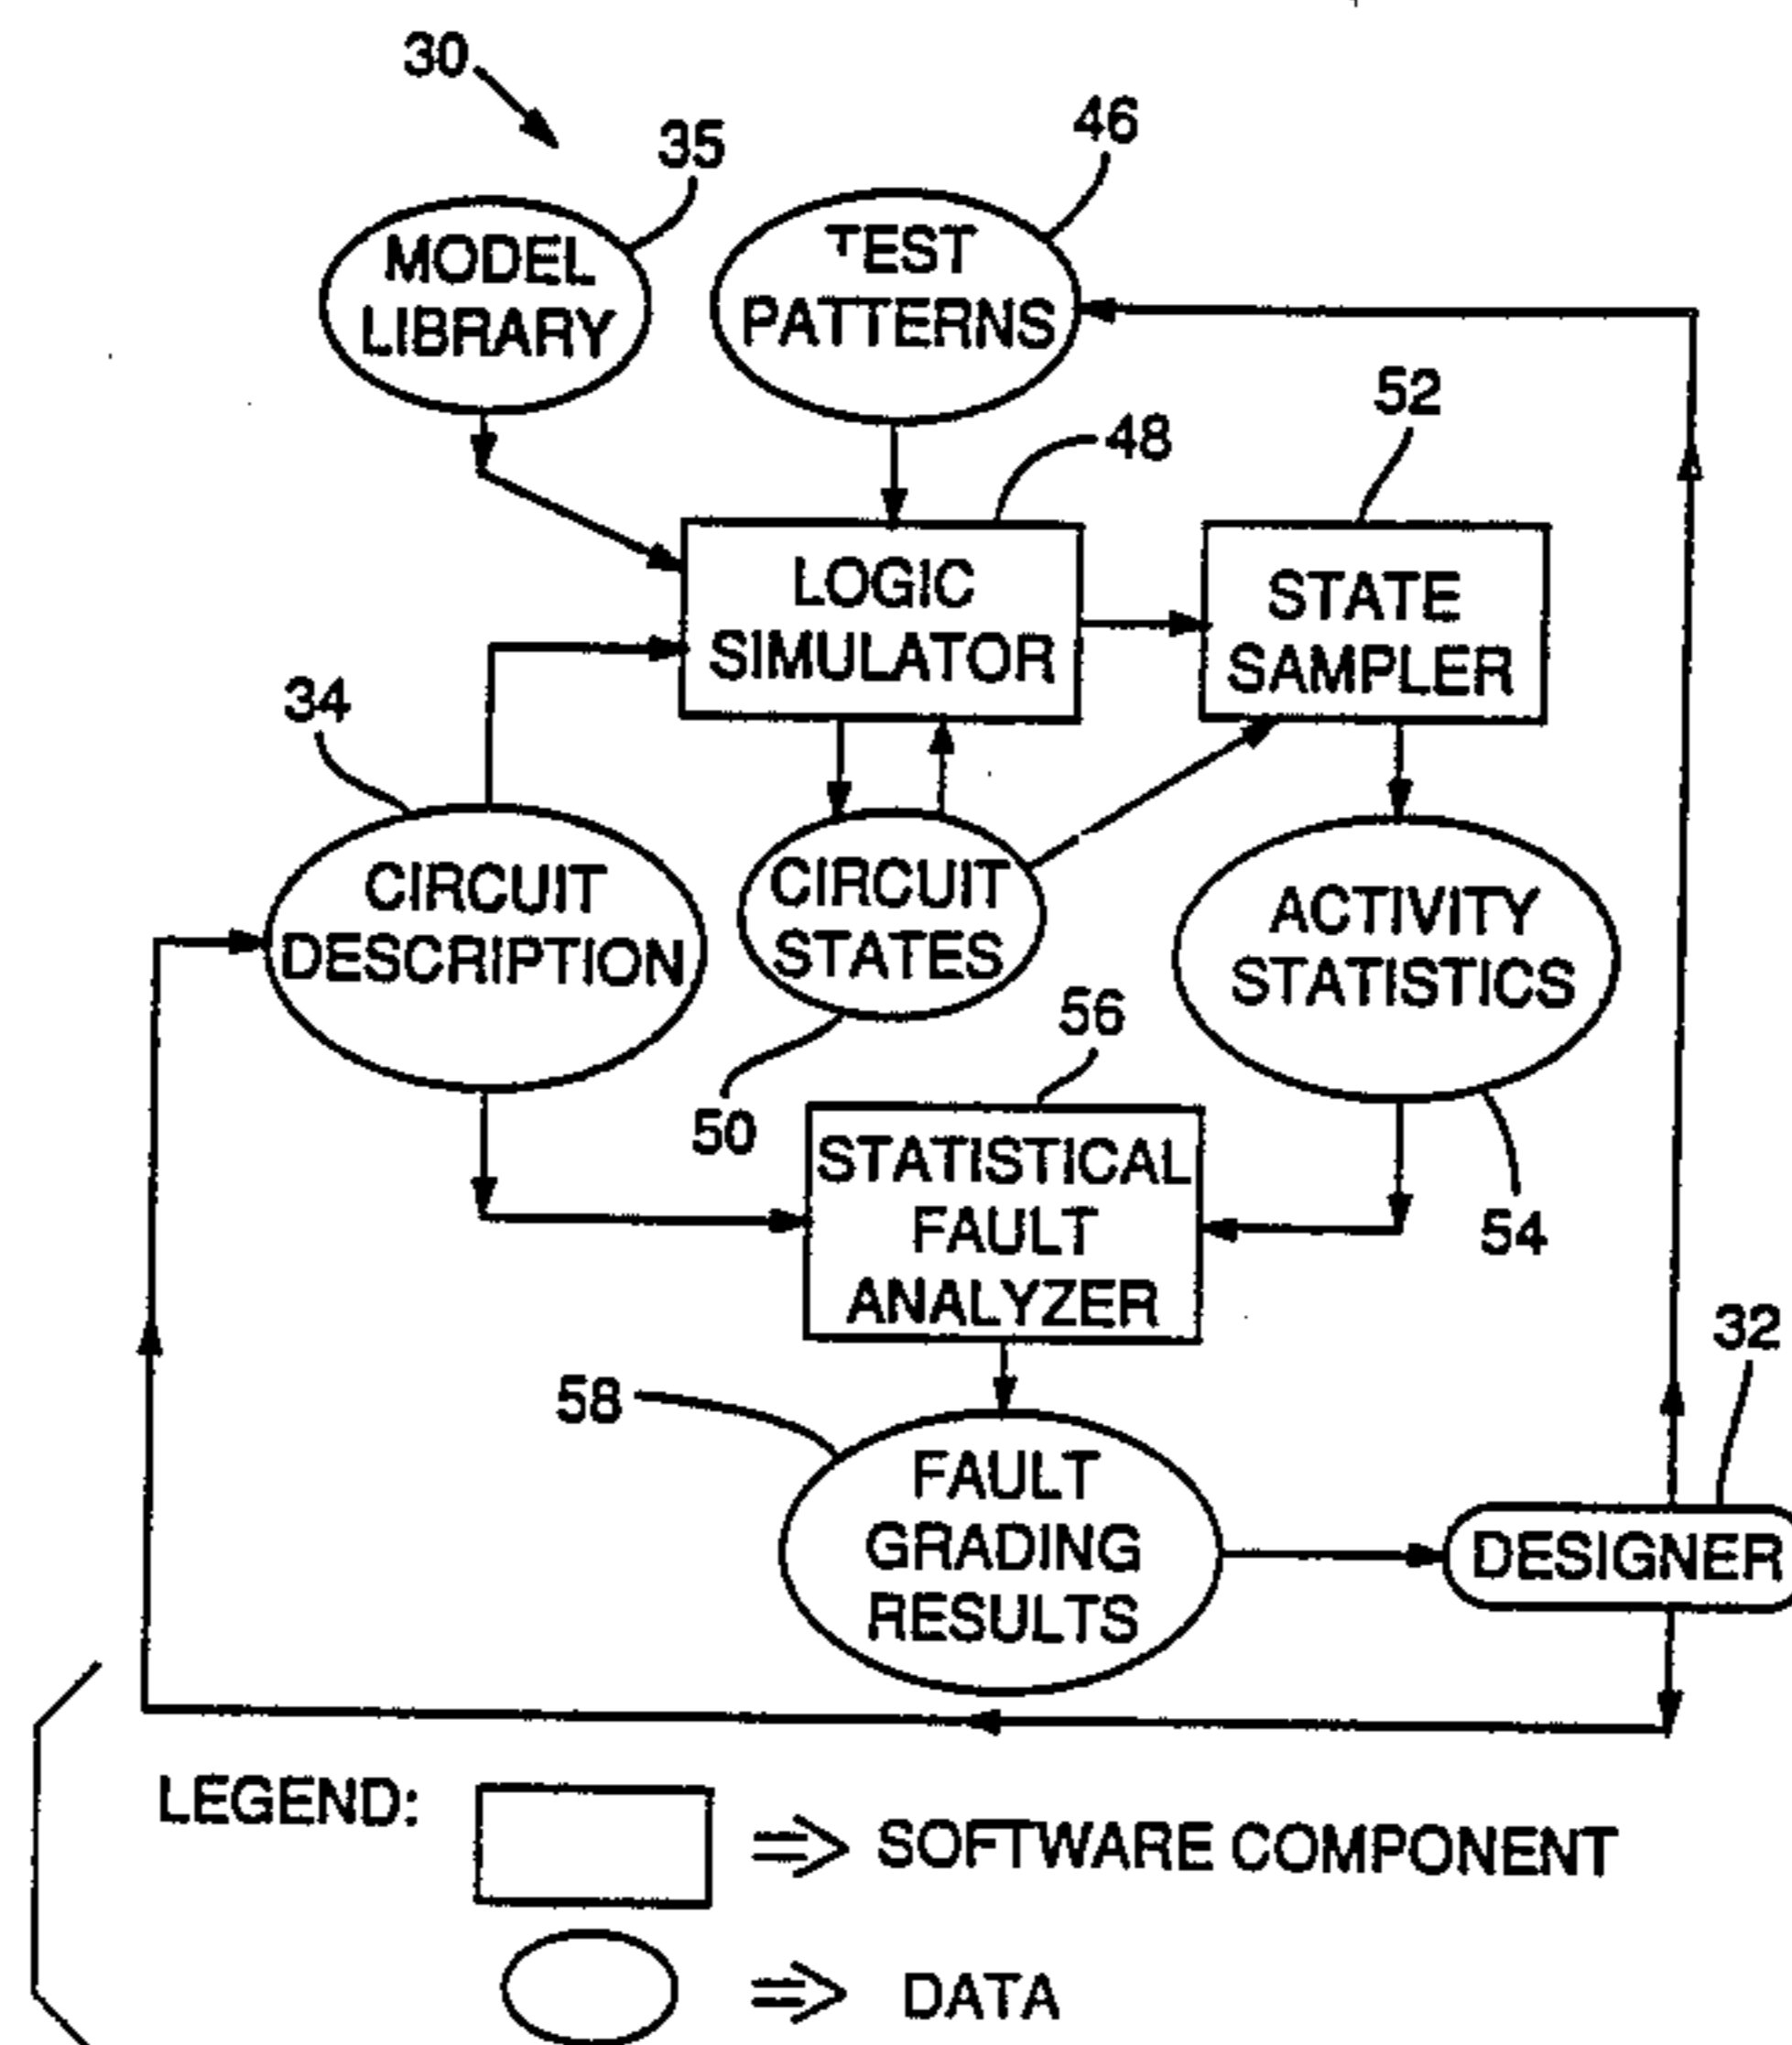 30
35
46
MODEL
LIBRARY
TEST
PATTERNS
52
48
LOGIC
SIMULATOR
STATE
SAMPLER
34
CIRCUIT
DESCRIPTION
CIRCUIT
STATES
ACTIVITY
STATISTICS
56
50
STATISTICAL
FAULT
ANALYZER
54
32
58
FAULT
GRADING
RESULTS
DESIGNER
LEGEND:
⇒ SOFTWARE COMPONENT
⇒ DATA